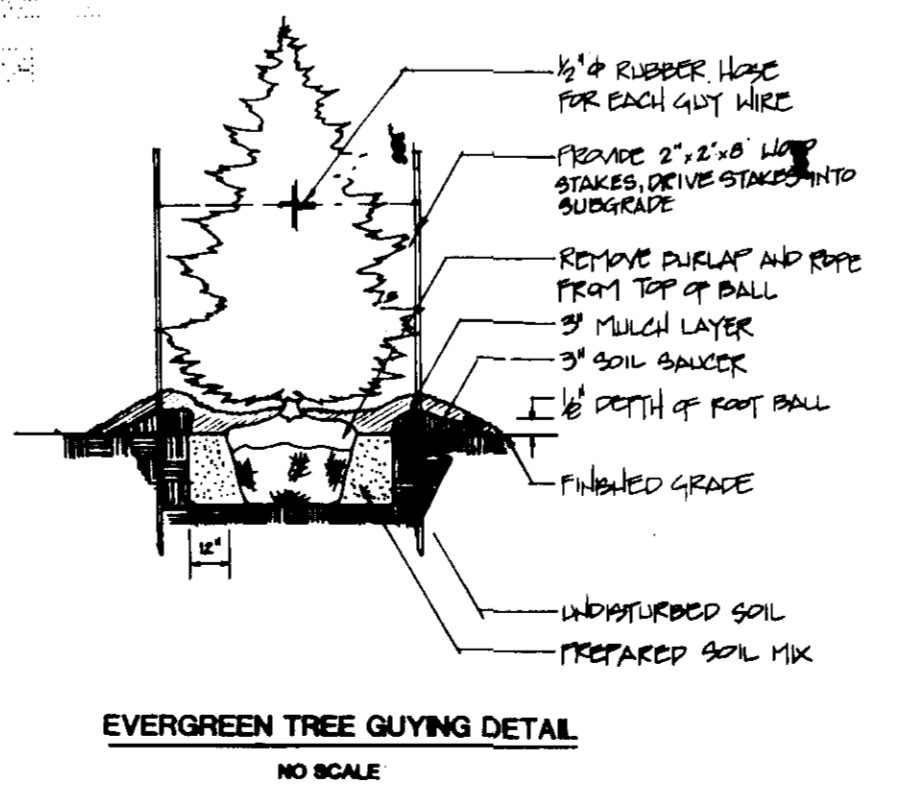 ½" Φ RUBBER HOSE
FOR EACH GUY WIRE
PROVIDE 2"x2"x8' WOOD
STAKES, DRIVE STAKES INTO
SUBGRADE
REMOVE BURLAP AND ROPE
FROM TOP OF BALL
3" MULCH LAYER
3" SOIL SAUCER
DEPTH OF ROOT BALL
FINISHED GRADE
12"
UNDISTURBED SOIL
PREPARED SOIL MIX
EVERGREEN TREE GUYING DETAIL
NO SCALE